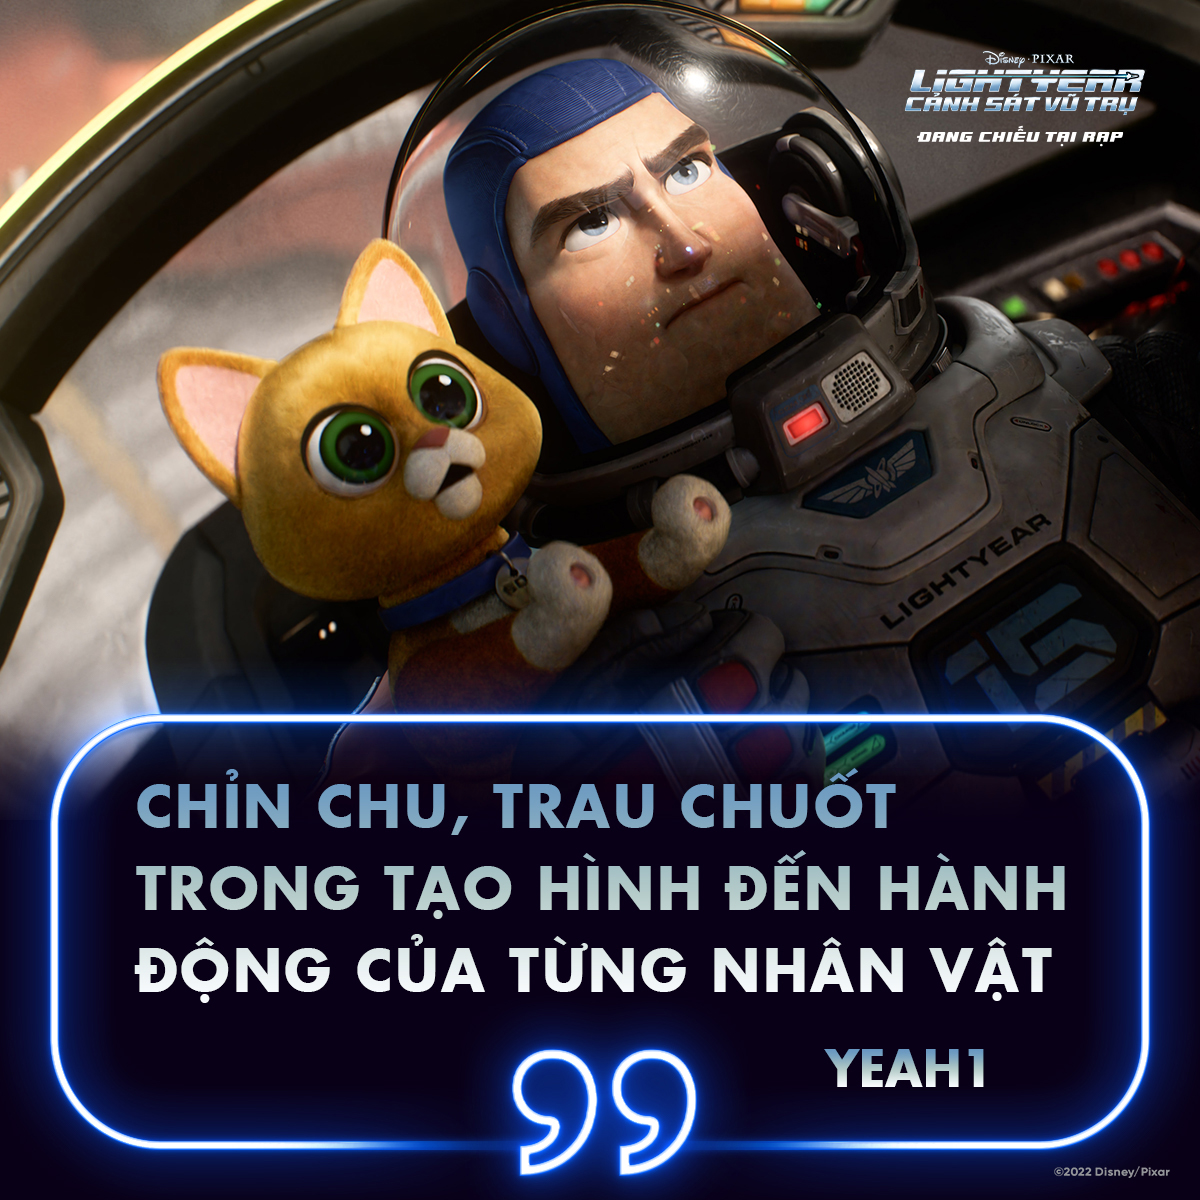 Disney · PIXAR
LIGHTYEAR
CẢNH SÁT VŨ TRỤ
ĐANG CHIẾU TẠI RẠP
LIGHTYEAR
15
CHỈN CHU, TRAU CHUỐT
TRONG TẠO HÌNH ĐẾN HÀNH
ĐỘNG CỦA TỪNG NHÂN VẬT
YEAH1
”
©2022 Disney/Pixar